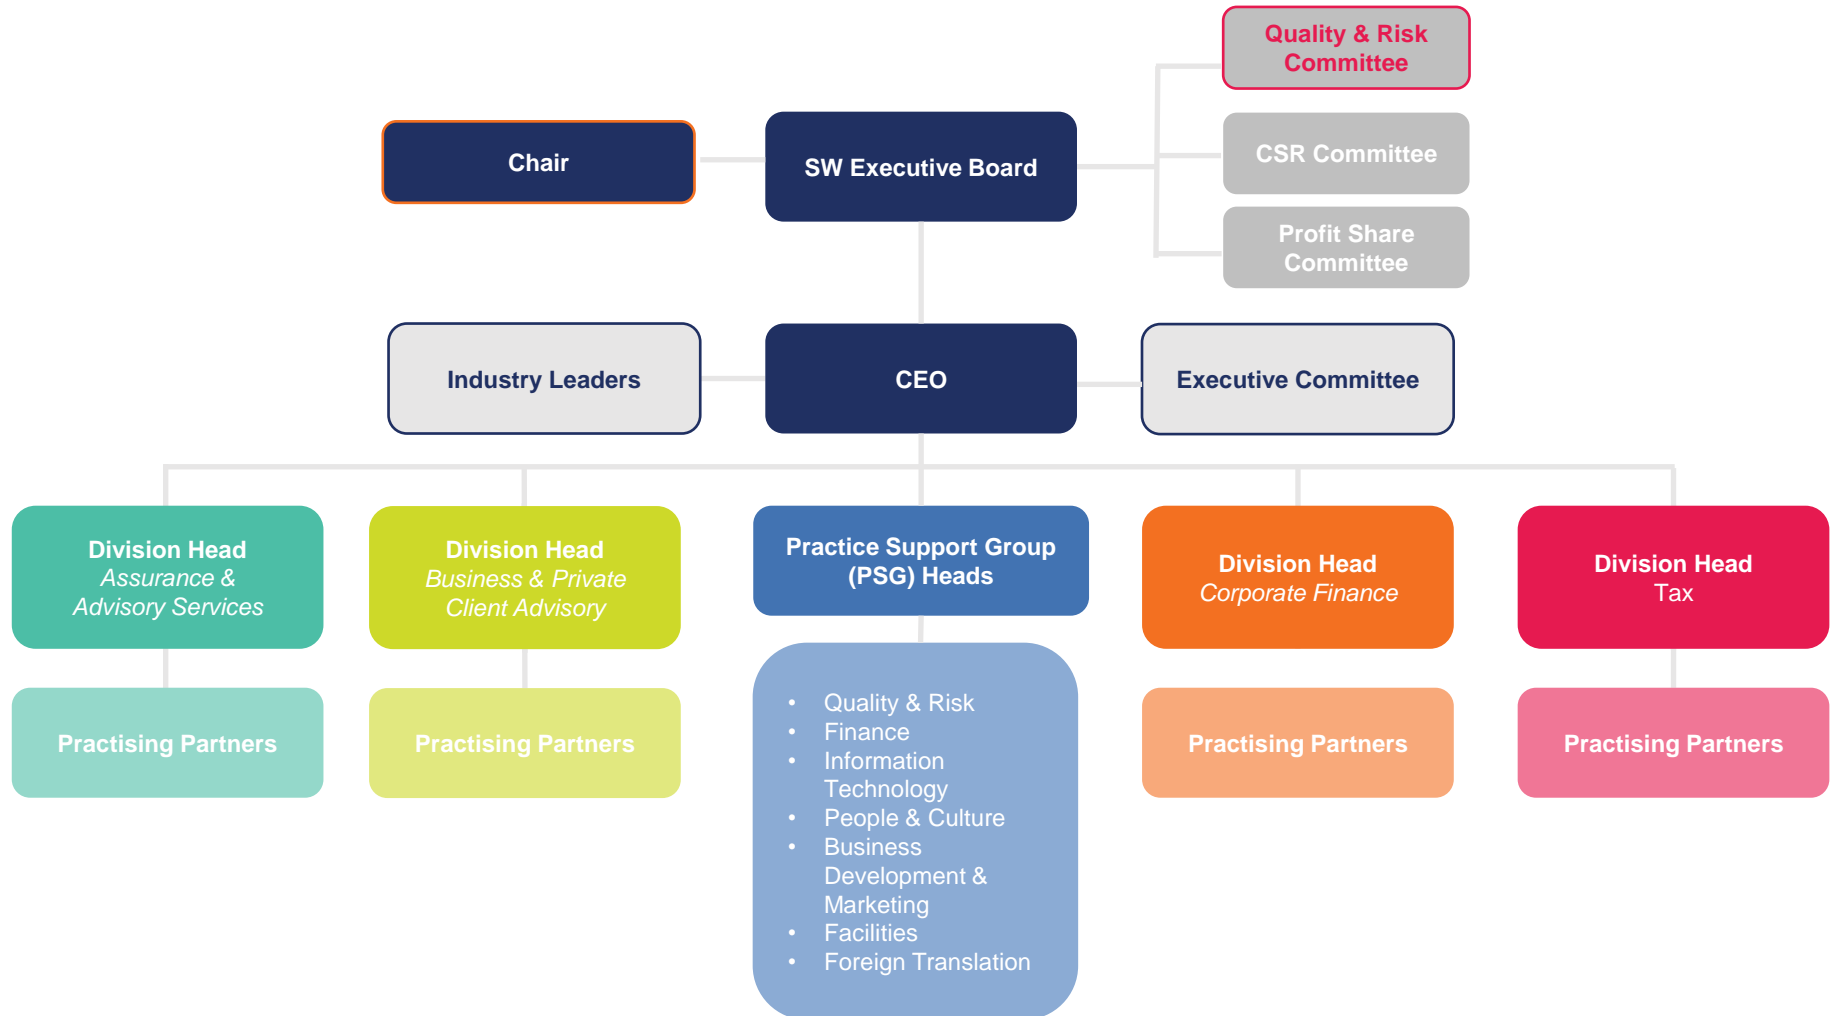 Quality & Risk
Committee
Chair
SW Executive Board
CSR Committee
Profit Share
Committee
Industry Leaders
CEO
Executive Committee
Division Head
Assurance &
Advisory Services
Division Head
Business & Private
Client Advisory
Practice Support Group
(PSG) Heads
Division Head
Corporate Finance
Division Head
Tax
Practising Partners
Practising Partners
• Quality & Risk
• Finance
• Information
Technology
• People & Culture
• Business
Development &
Marketing
• Facilities
• Foreign Translation
Practising Partners
Practising Partners